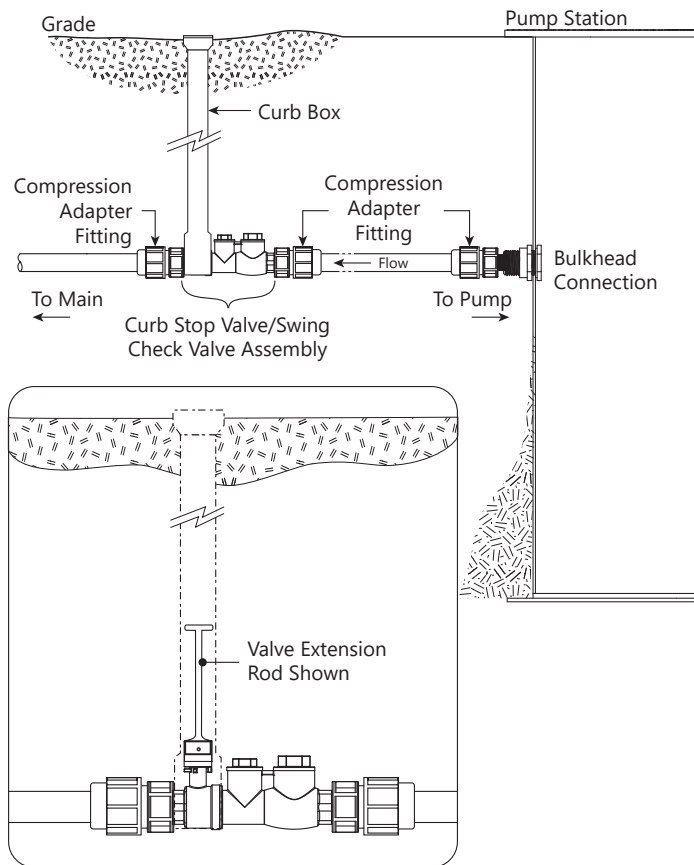 Grade
Pump Station
Curb Box
Compression
Adapter
Fitting
Compression
Adapter
Fitting
Flow
Bulkhead
Connection
To Main
To Pump
Curb Stop Valve/Swing
Check Valve Assembly
Valve Extension
Rod Shown